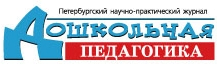 Петербургский научно-практический журнал
Дошкольная
ПЕДАГОГИКА